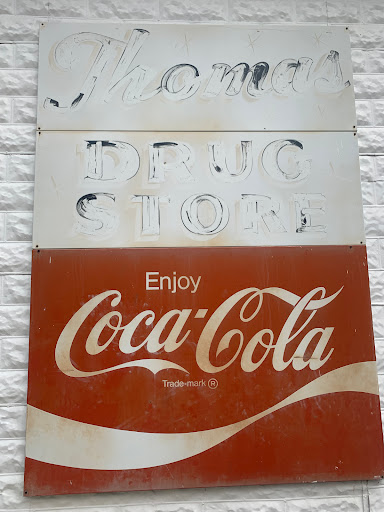 Thomas
DRUG
STORE
Enjoy
Coca-Cola
Trade-mark ®